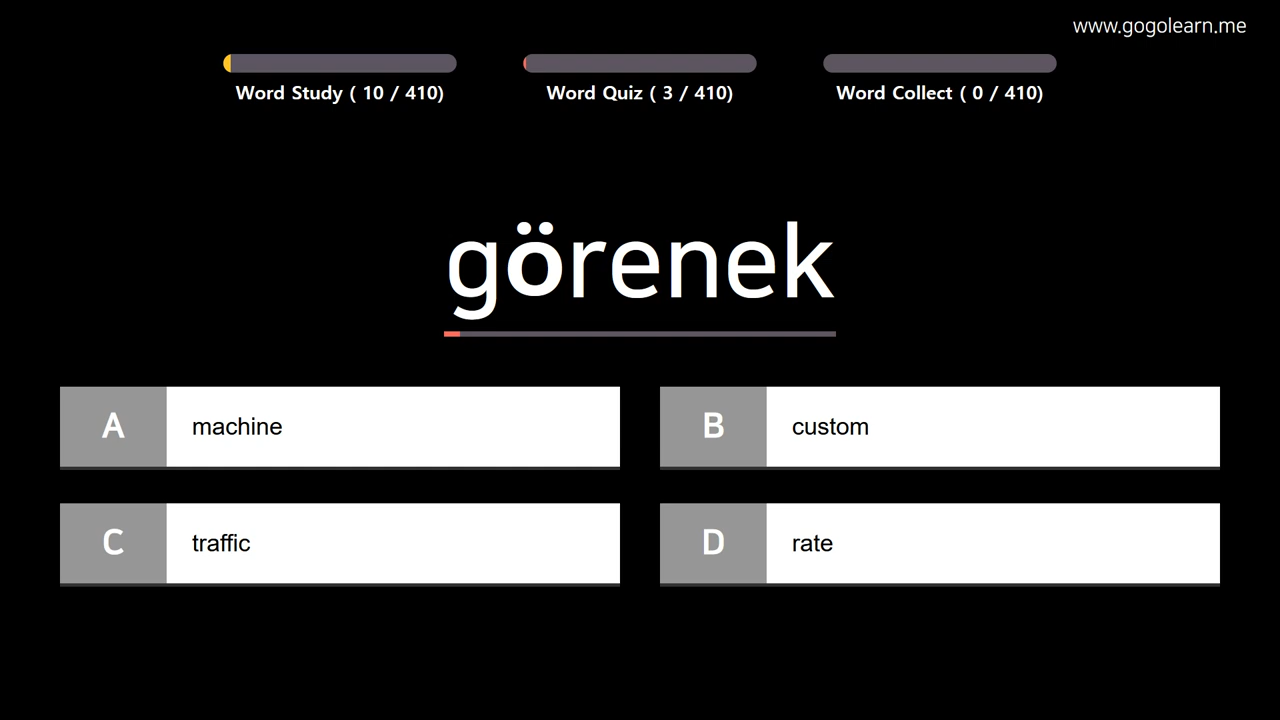 www.gogolearn.me
Word Study ( 10 / 410)
Word Quiz ( 3 / 410)
Word Collect ( 0 / 410)
görenek
A machine
B custom
C traffic
D rate